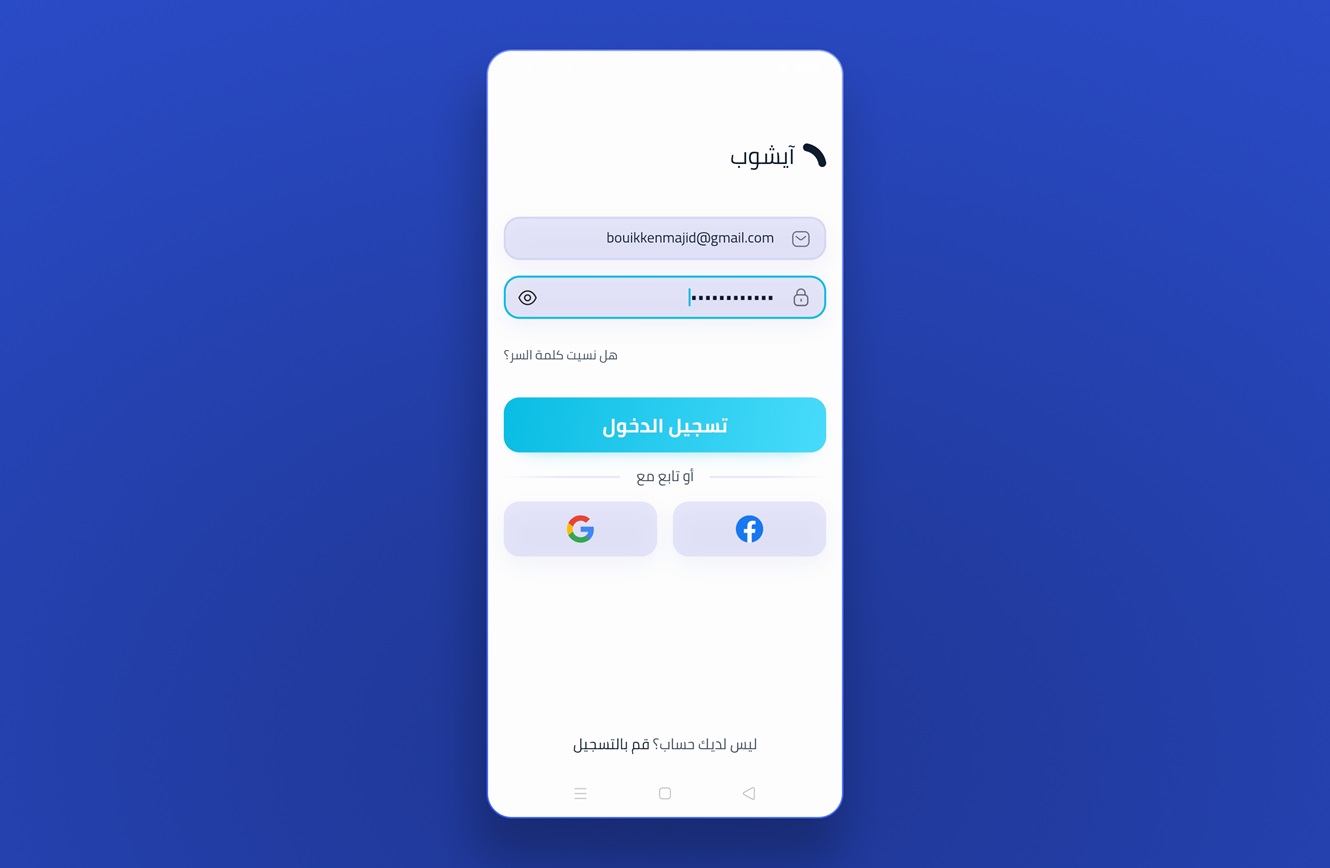 آيشوب
bouikkenmajid@gmail.com
هل نسيت كلمة السر؟
تسجيل الدخول
أو تابع مع
ليس لديك حساب؟ قم بالتسجيل